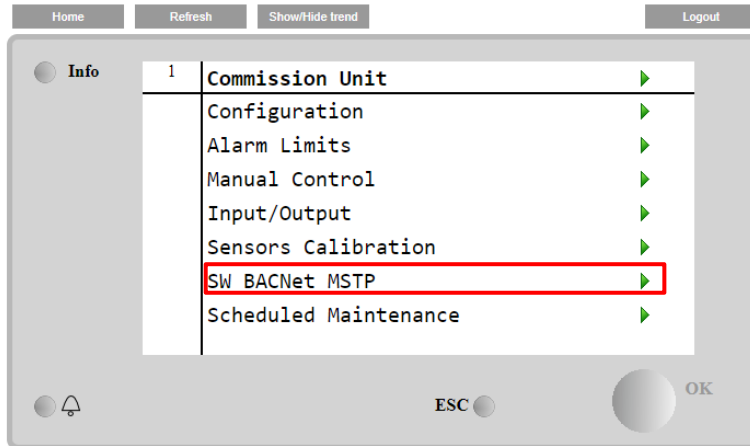 Home Refresh Show/Hide trend Logout
Info
1 Commission Unit
Configuration
Alarm Limits
Manual Control
Input/Output
Sensors Calibration
SW BACNet MSTP
Scheduled Maintenance
ESC OK